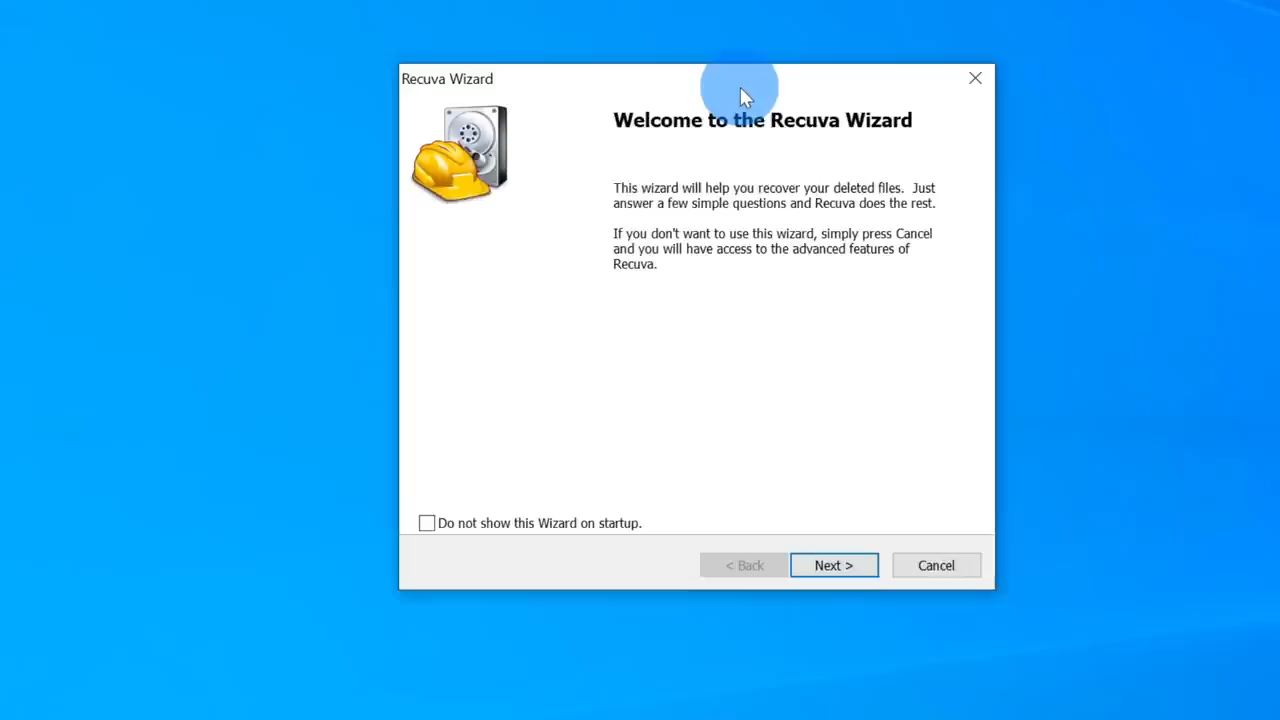 Recuva Wizard
Welcome to the Recuva Wizard
This wizard will help you recover your deleted files.  Just
answer a few simple questions and Recuva does the rest.
If you don't want to use this wizard, simply press Cancel
and you will have access to the advanced features of
Recuva.
Do not show this Wizard on startup.
< Back
Next >
Cancel